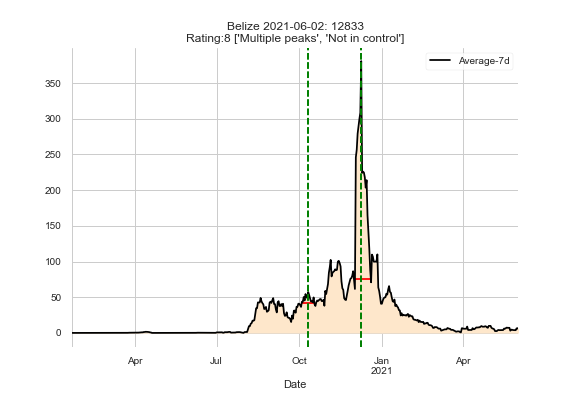 Belize 2021-06-02: 12833
Rating:8 ['Multiple peaks', 'Not in control']
Average-7d
350
300
250
200
150
100
50
0
Apr
Jul
Oct
Jan
2021
Apr
Date